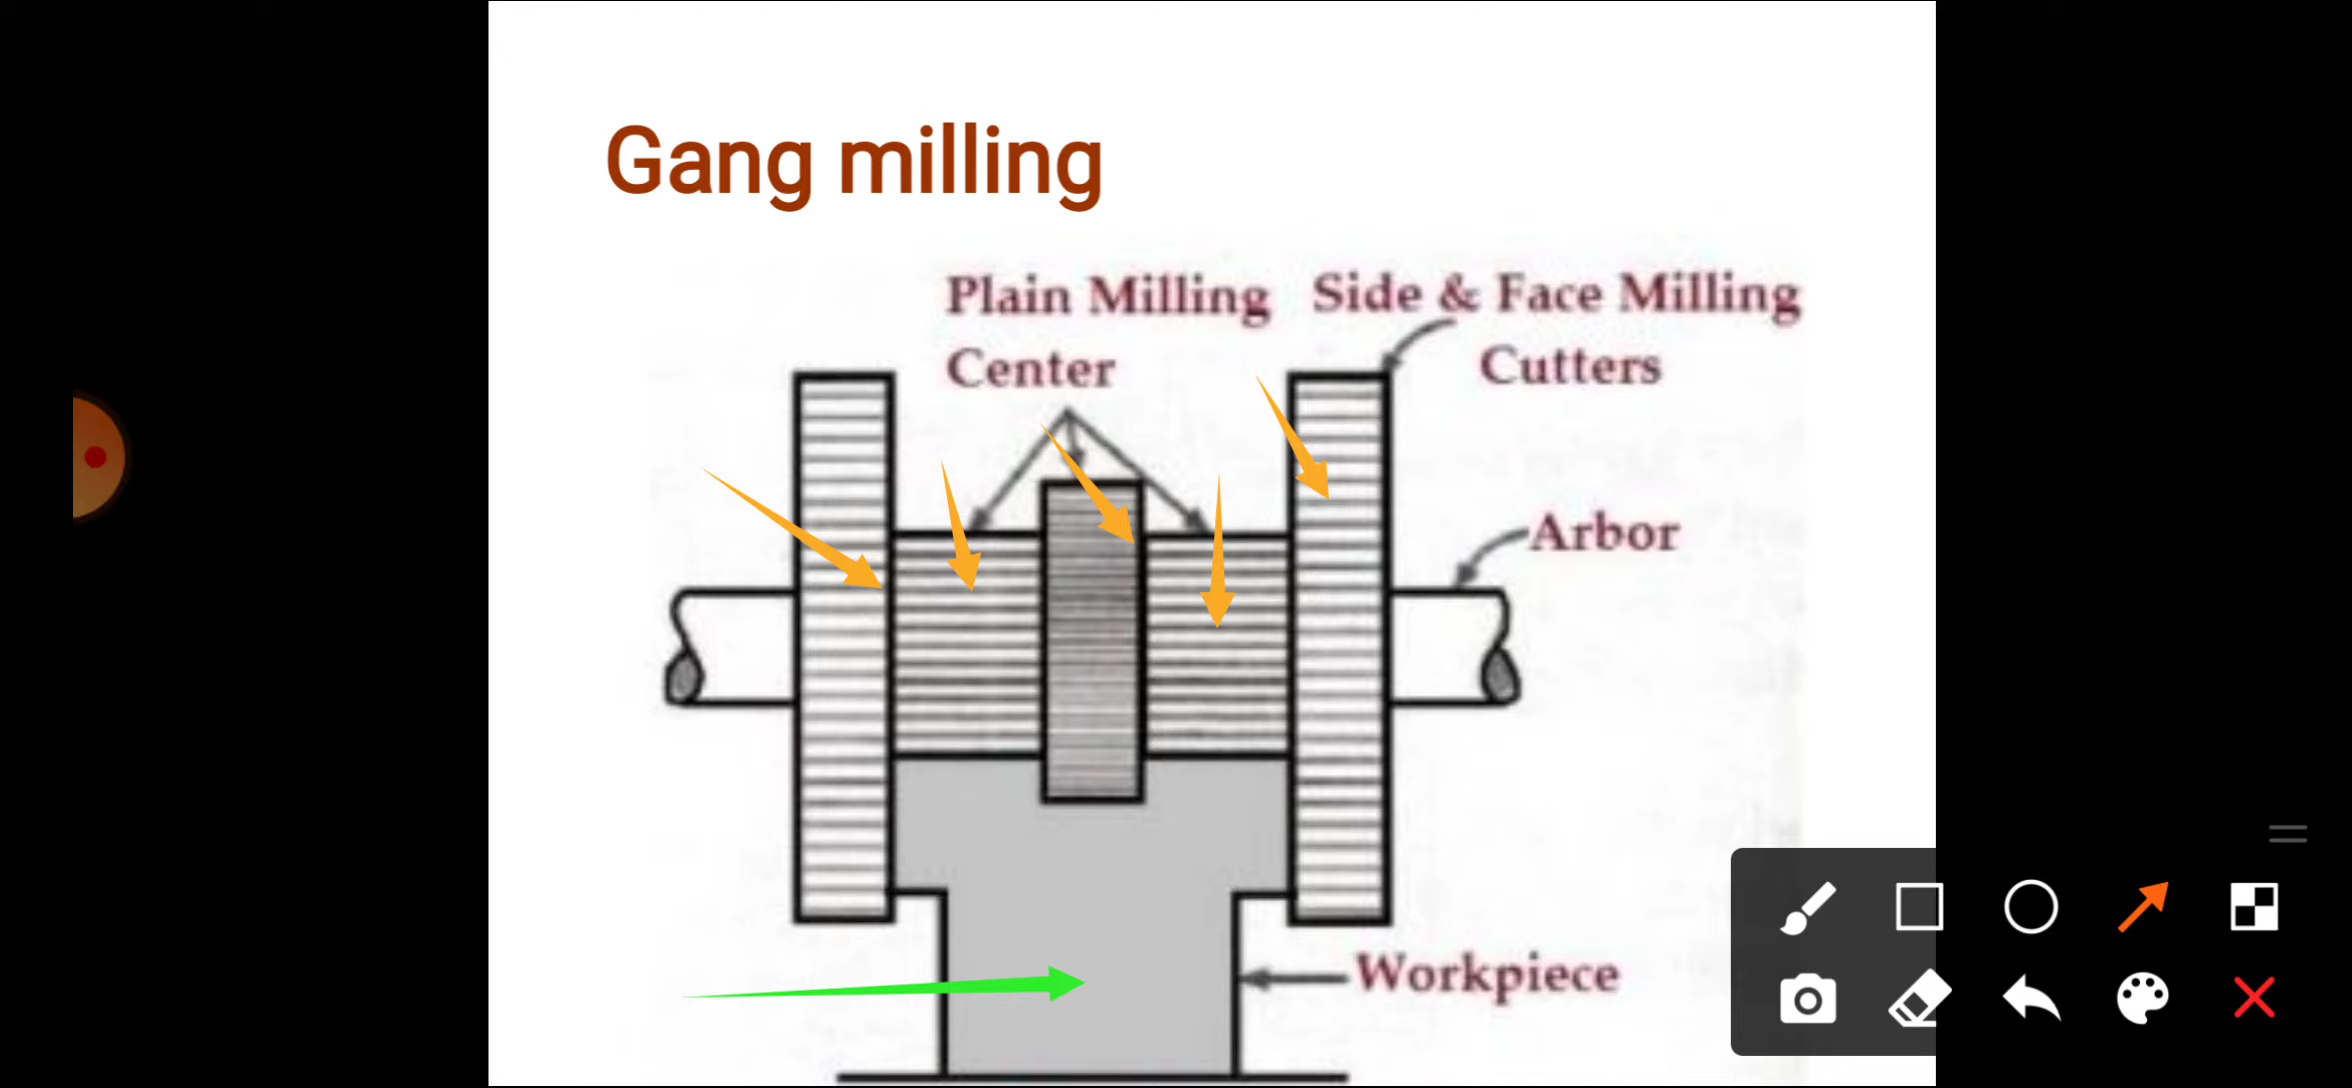 Gang milling
Plain Milling
Center
Side & Face Milling
Cutters
Arbor
Workpiece